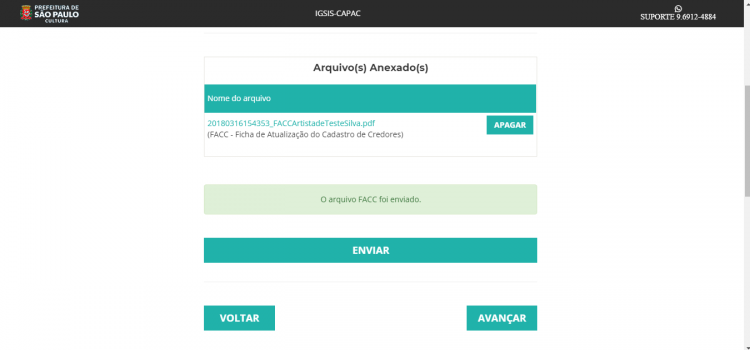 PREFEITURA DE
SÃO PAULO
CULTURA
IGSIS-CAPAC
SUPORTE 9.6912-4884
Arquivo(s) Anexado(s)
Nome do arquivo
20180316154353_FACCArtistadeTesteSilva.pdf
(FACC - Ficha de Atualização do Cadastro de Credores)
APAGAR
O arquivo FACC foi enviado.
ENVIAR
VOLTAR
AVANÇAR